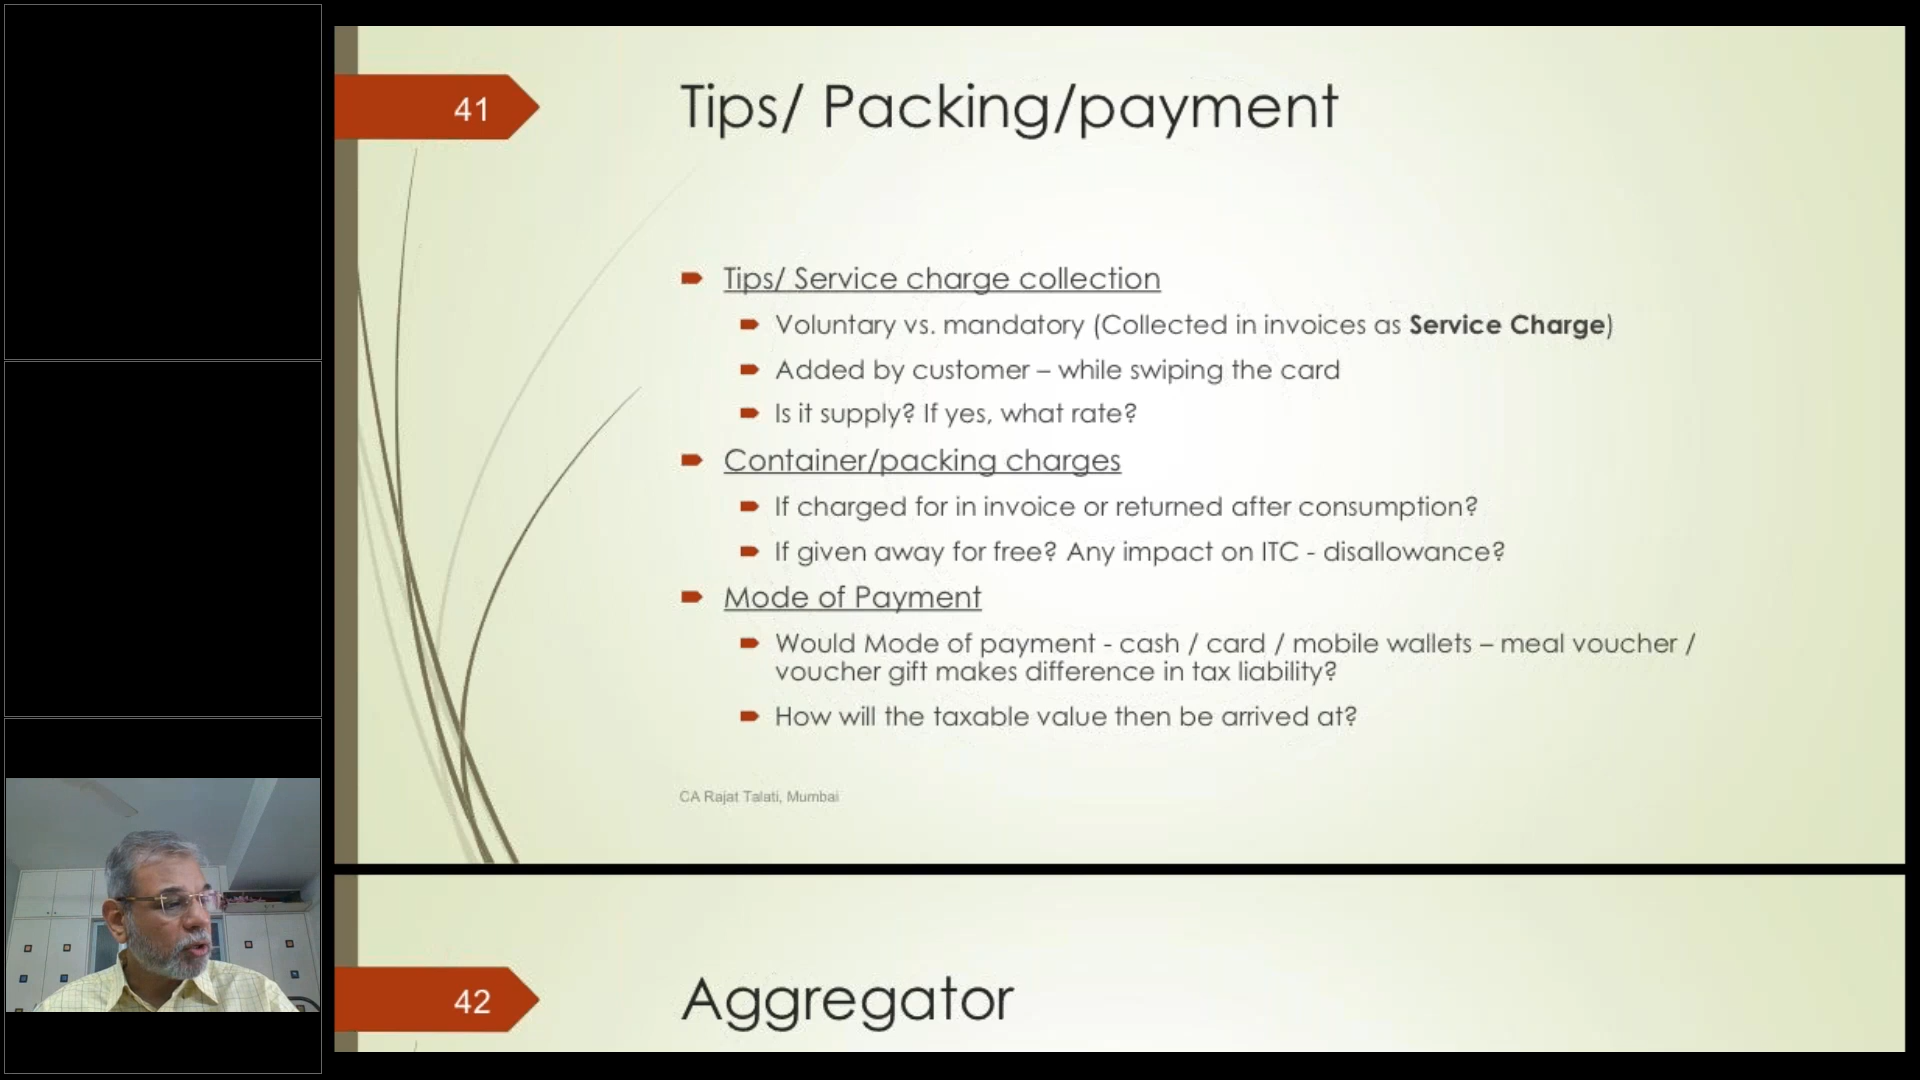 41
Tips/ Packing/payment
Tips/ Service charge collection
Voluntary vs. mandatory (Collected in invoices as Service Charge)
Added by customer – while swiping the card
Is it supply? If yes, what rate?
Container/packing charges
If charged for in invoice or returned after consumption?
If given away for free? Any impact on ITC - disallowance?
Mode of Payment
Would Mode of payment - cash / card / mobile wallets – meal voucher /
voucher gift makes difference in tax liability?
How will the taxable value then be arrived at?
CA Rajat Talati, Mumbai
42
Aggregator